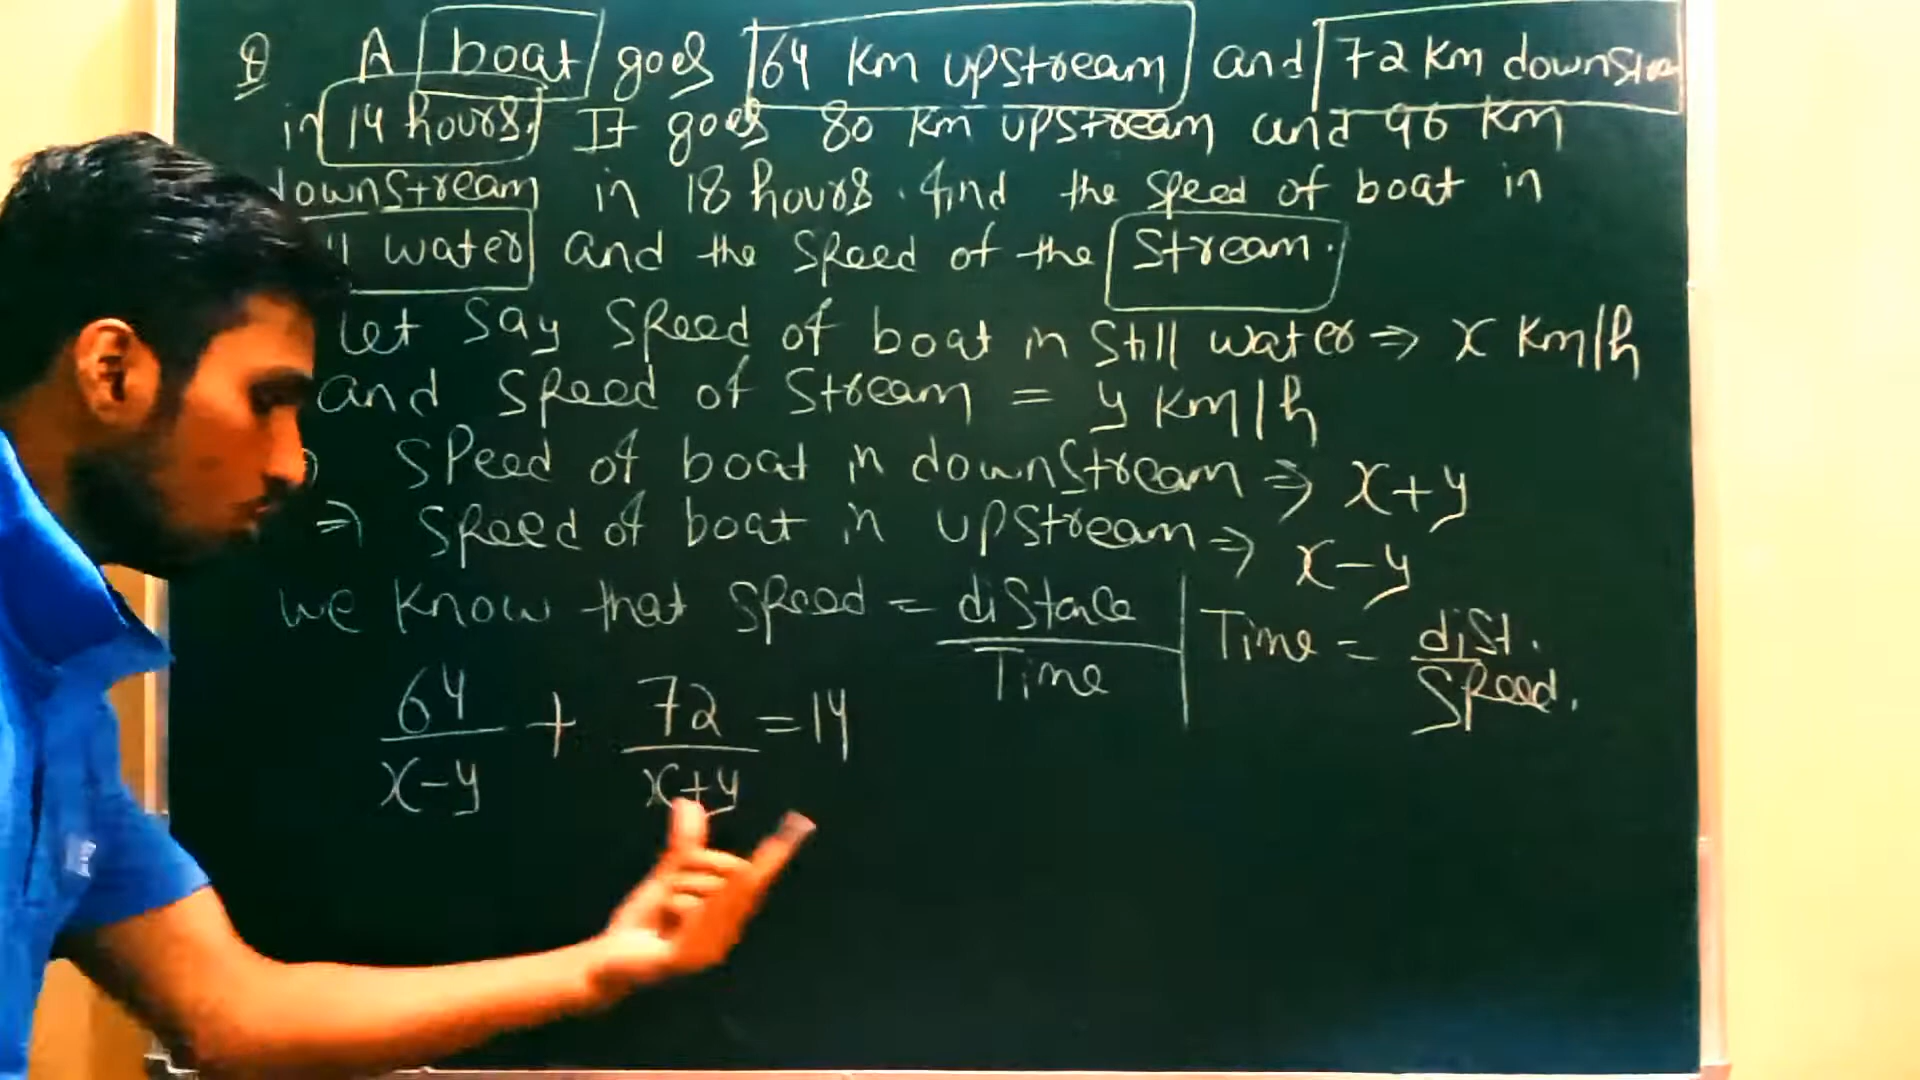 Q A boat goes 64 Km upstream and 72 Km downstream
in 14 hours. If goes 80 Km upstream and 96 Km
downstream in 18 hours. find the speed of boat in
water and the speed of the stream.
let say speed of boat in still water ⇒ x Km/h
and speed of stream = y Km/h
speed of boat in downstream ⇒ x+y
⇒ speed of boat in upstream ⇒ x-y
we know that speed = distance / Time | Time = dist. / speed.
64 / x-y + 72 / x+y = 14